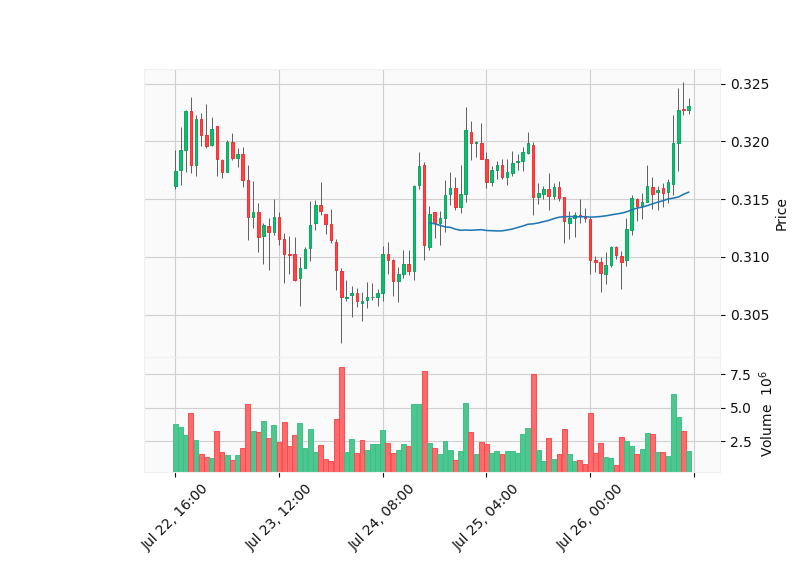 0.325
0.320
0.315
0.310
0.305
Price
7.5
5.0
2.5
Volume 10⁶
Jul 22, 16:00
Jul 23, 12:00
Jul 24, 08:00
Jul 25, 04:00
Jul 26, 00:00